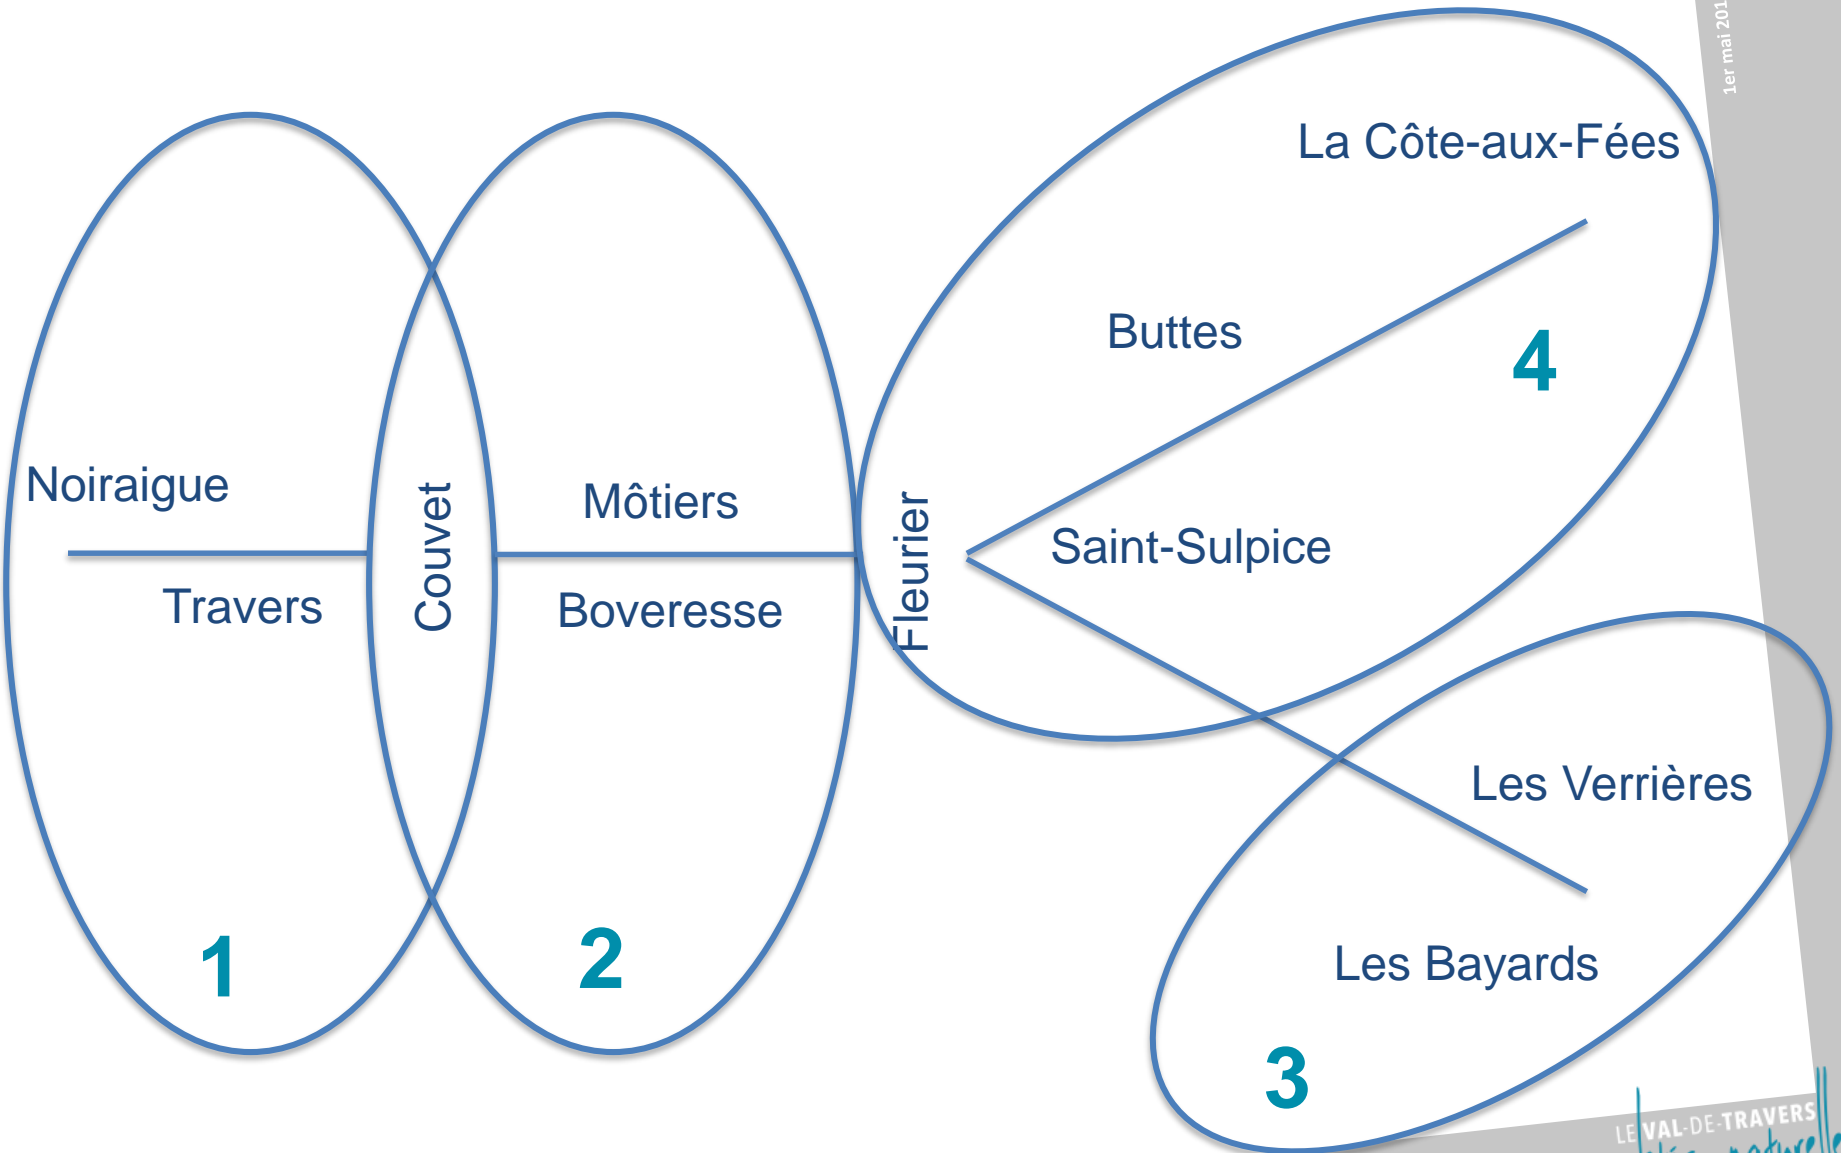 1er mai 201
La Côte-aux-Fées
Buttes
4
Noiraigue
Travers
Couvet
Môtiers
Boveresse
Fleurier
Saint-Sulpice
Les Verrières
Les Bayards
1
2
3
LE VAL-DE-TRAVERS